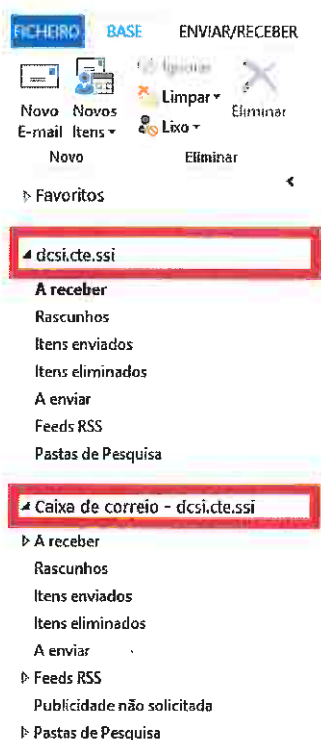 FICHEIRO BASE ENVIAR/RECEBER
Ignorar
Limpar
Novo Novos Eliminar
E-mail Itens Lixo
Novo Eliminar
Favoritos
dcsi.cte.ssi
A receber
Rascunhos
Itens enviados
Itens eliminados
A enviar
Feeds RSS
Pastas de Pesquisa
Caixa de correio - dcsi.cte.ssi
A receber
Rascunhos
Itens enviados
Itens eliminados
A enviar
Feeds RSS
Publicidade não solicitada
Pastas de Pesquisa